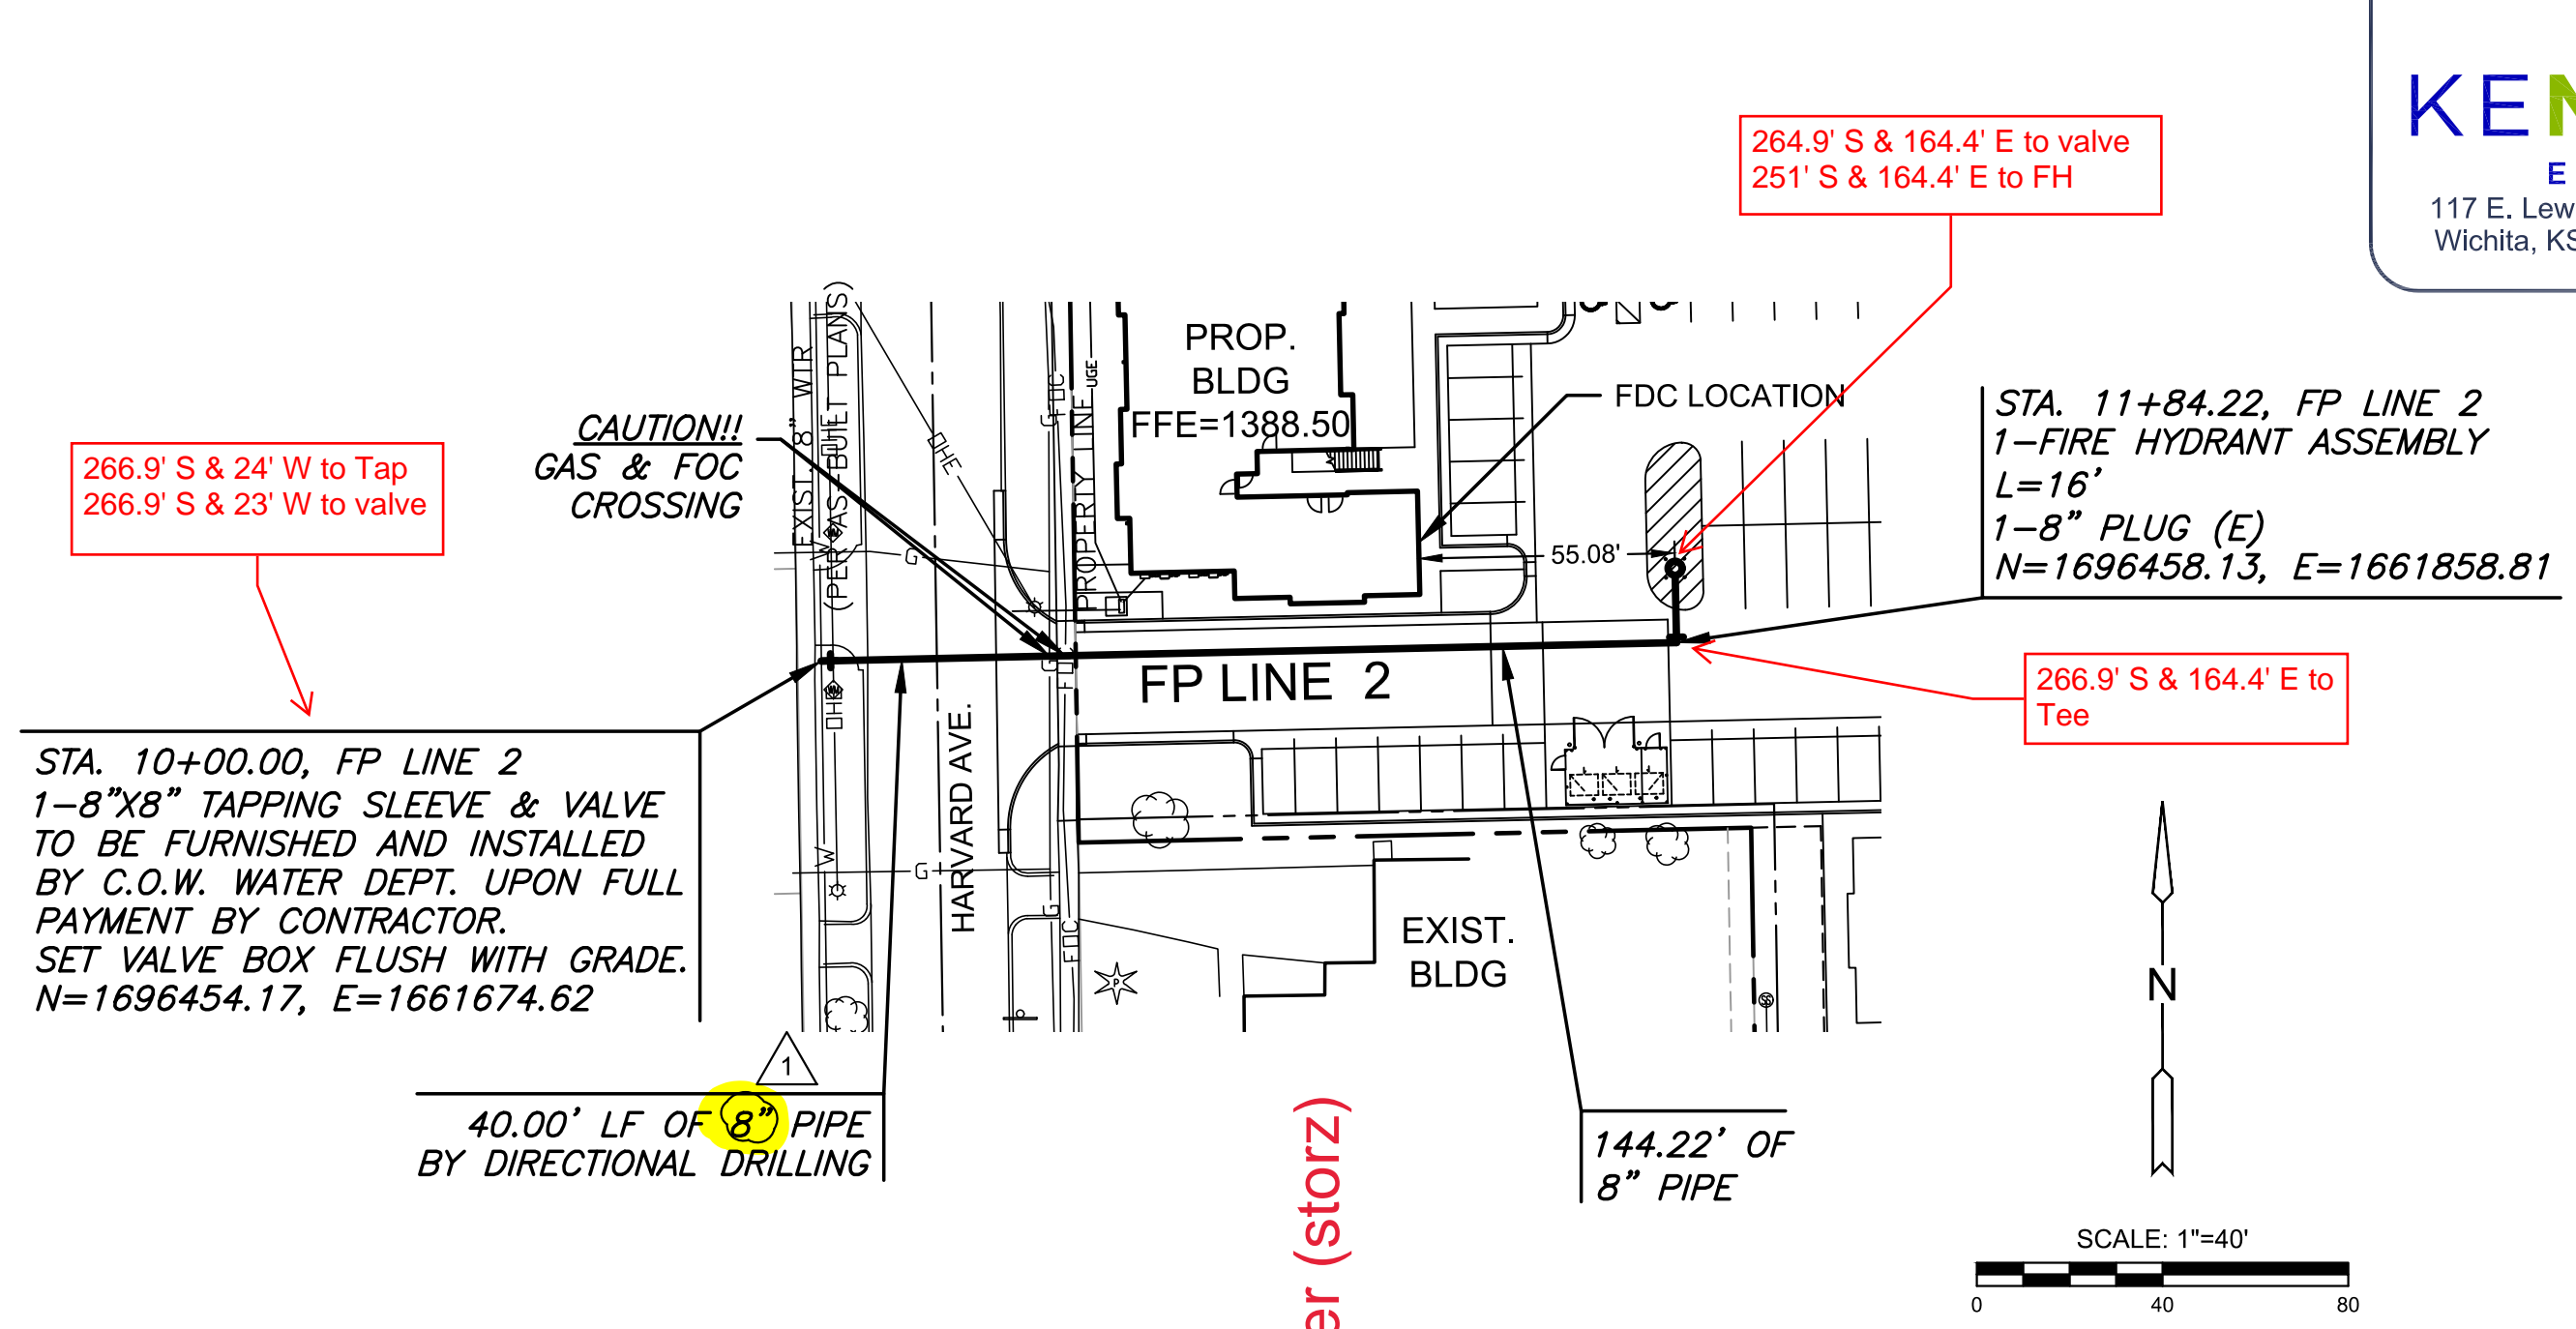 KEN
E
117 E. Lew
Wichita, KS
264.9' S & 164.4' E to valve
251' S & 164.4' E to FH
266.9' S & 24' W to Tap
266.9' S & 23' W to valve
CAUTION!!
GAS & FOC
CROSSING
EXIST 8" WTR
(PER AS-BUILT PLANS)
OHE
FOC
PROPERTY LINE
UGE
PROP.
BLDG
FFE=1388.50
FDC LOCATION
55.08'
STA. 11+84.22, FP LINE 2
1-FIRE HYDRANT ASSEMBLY
L=16'
1-8" PLUG (E)
N=1696458.13, E=1661858.81
W
G
G
FP LINE 2
266.9' S & 164.4' E to
Tee
OHE
HARVARD AVE.
STA. 10+00.00, FP LINE 2
1-8"X8" TAPPING SLEEVE & VALVE
TO BE FURNISHED AND INSTALLED
BY C.O.W. WATER DEPT. UPON FULL
PAYMENT BY CONTRACTOR.
SET VALVE BOX FLUSH WITH GRADE.
N=1696454.17, E=1661674.62
W
G
G
FOC
P
EXIST.
BLDG
SS
N
1
40.00' LF OF 8" PIPE
BY DIRECTIONAL DRILLING
144.22' OF
8" PIPE
er (storz)
SCALE: 1"=40'
0 40 80